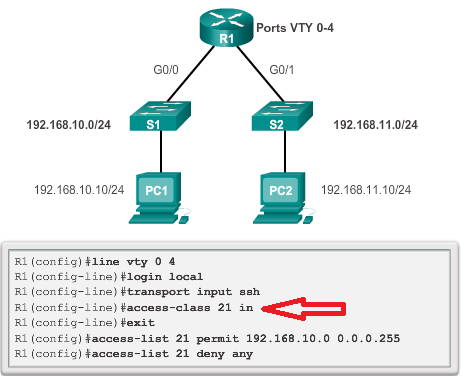 Ports VTY 0-4
R1
G0/0
G0/1
192.168.10.0/24
S1
S2
192.168.11.0/24
192.168.10.10/24
PC1
PC2
192.168.11.10/24
R1(config)#line vty 0 4
R1(config-line)#login local
R1(config-line)#transport input ssh
R1(config-line)#access-class 21 in
R1(config-line)#exit
R1(config)#access-list 21 permit 192.168.10.0 0.0.0.255
R1(config)#access-list 21 deny any